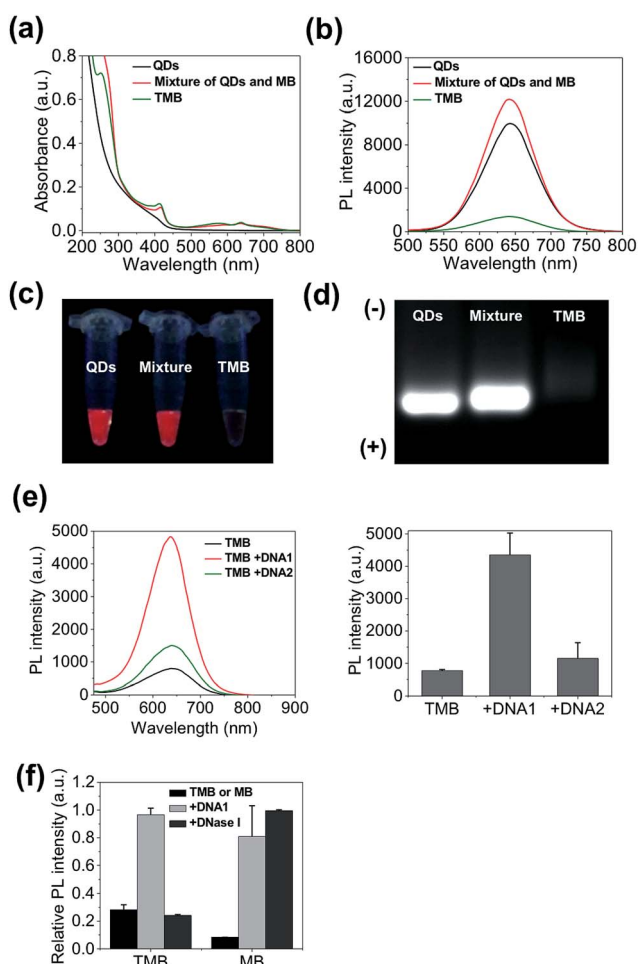 (a)
0.8
0.6
0.4
0.2
0.0
Absorbance (a.u.)
QDs
Mixture of QDs and MB
TMB
200 300 400 500 600 700 800
Wavelength (nm)
(b)
16000
12000
8000
4000
0
PL intensity (a.u.)
QDs
Mixture of QDs and MB
TMB
500 550 600 650 700 750 800
Wavelength (nm)
(c)
QDs Mixture TMB
(d)
(-)
(+)
QDs Mixture TMB
(e)
5000
4000
3000
2000
1000
0
PL intensity (a.u.)
TMB
TMB +DNA1
TMB +DNA2
500 600 700 800 900
Wavelength (nm)
5000
4000
3000
2000
1000
0
PL intensity (a.u.)
TMB +DNA1 +DNA2
(f)
1.2
1.0
0.8
0.6
0.4
0.2
0.0
Relative PL intensity (a.u.)
TMB or MB
+DNA1
+DNase I
TMB MB